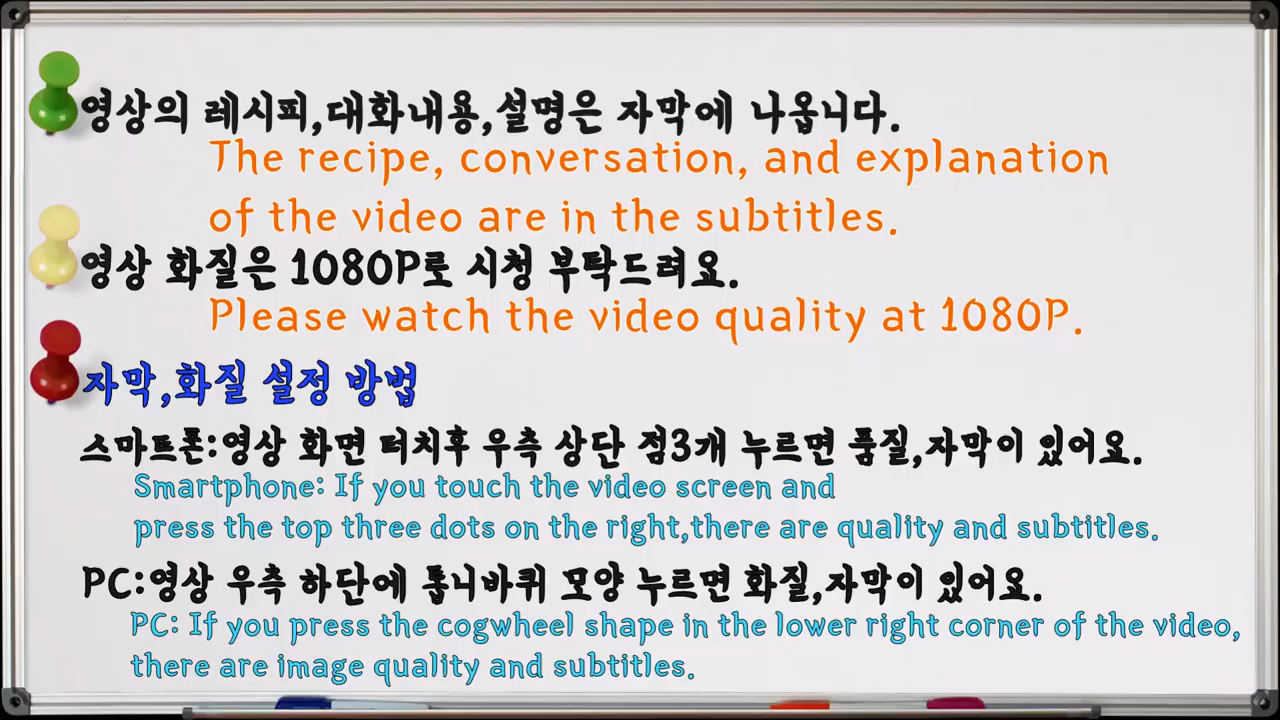 영상의 레시피,대화내용,설명은 자막에 나옵니다.
The recipe, conversation, and explanation
of the video are in the subtitles.
영상 화질은 1080P로 시청 부탁드려요.
Please watch the video quality at 1080P.
자막,화질 설정 방법
스마트폰:영상 화면 터치후 우측 상단 점3개 누르면 품질,자막이 있어요.
Smartphone: If you touch the video screen and
press the top three dots on the right,there are quality and subtitles.
PC:영상 우측 하단에 톱니바퀴 모양 누르면 화질,자막이 있어요.
PC: If you press the cogwheel shape in the lower right corner of the video,
there are image quality and subtitles.